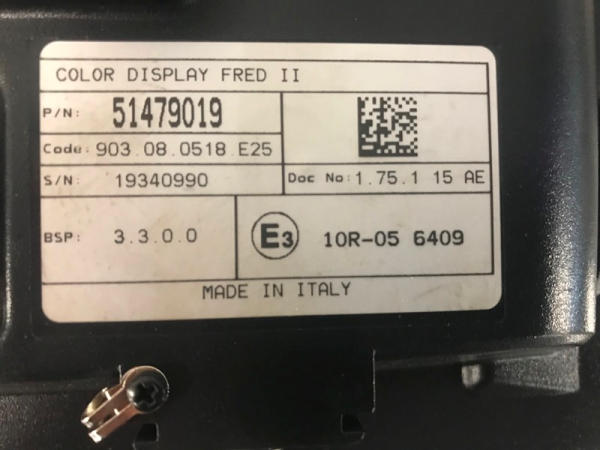 COLOR DISPLAY FRED II
P/N: 51479019
Code: 903.08.0518 E25
S/N: 19340990
Doc No: 1.75.1 15 AE
BSP: 3.3.0.0
E3 10R-05 6409
MADE IN ITALY